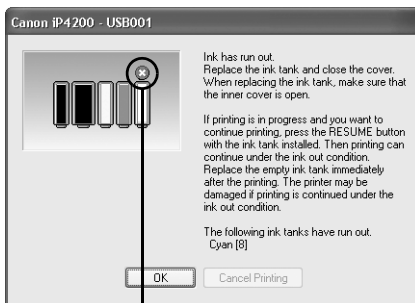 Canon iP4200 - USB001
Ink has run out.
Replace the ink tank and close the cover.
When replacing the ink tank, make sure that
the inner cover is open.
If printing is in progress and you want to
continue printing, press the RESUME button
with the ink tank installed. Then printing can
continue under the ink out condition.
Replace the empty ink tank immediately
after the printing. The printer may be
damaged if printing is continued under the
ink out condition.
The following ink tanks have run out.
Cyan [8]
OK
Cancel Printing